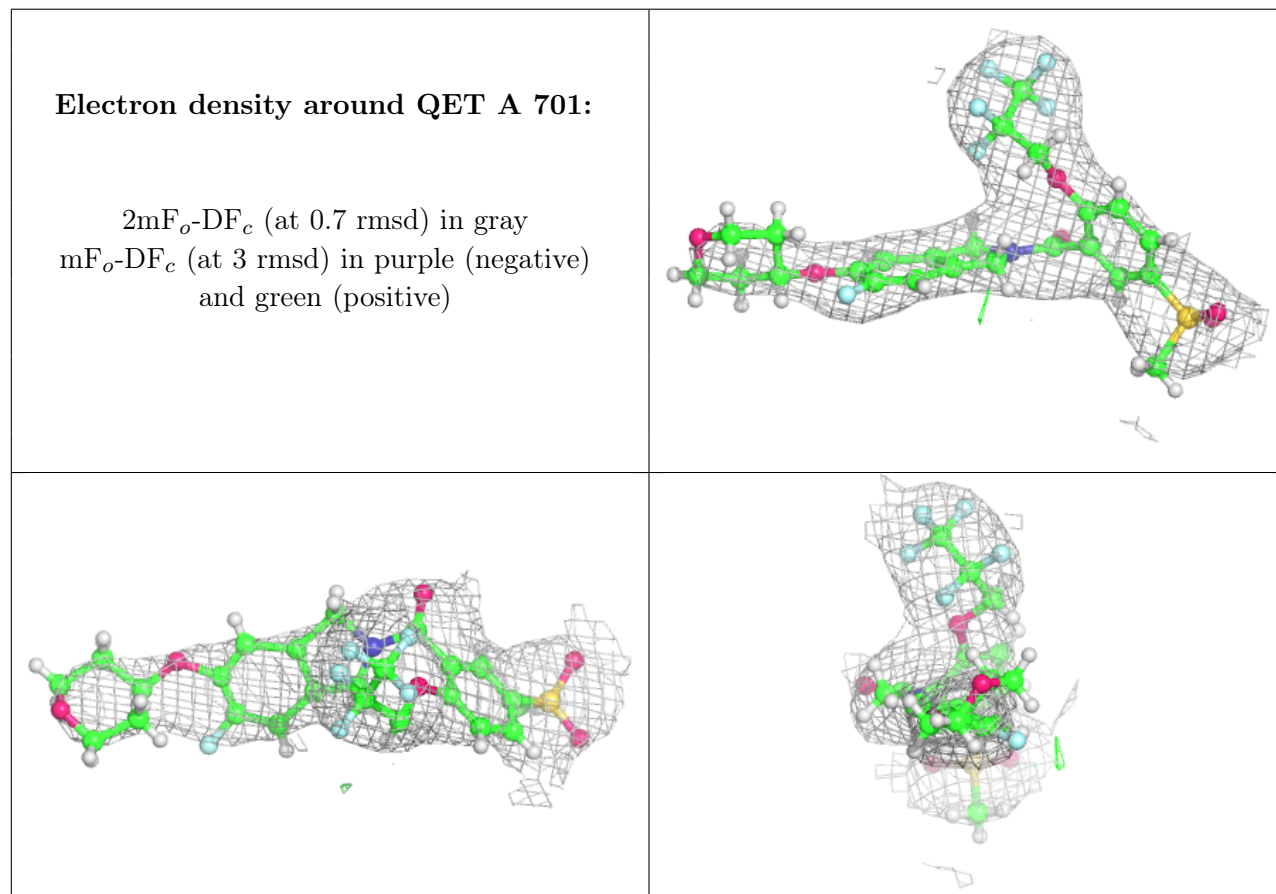 Electron density around QET A 701:
2mFo-DFc (at 0.7 rmsd) in gray
mFo-DFc (at 3 rmsd) in purple (negative)
and green (positive)